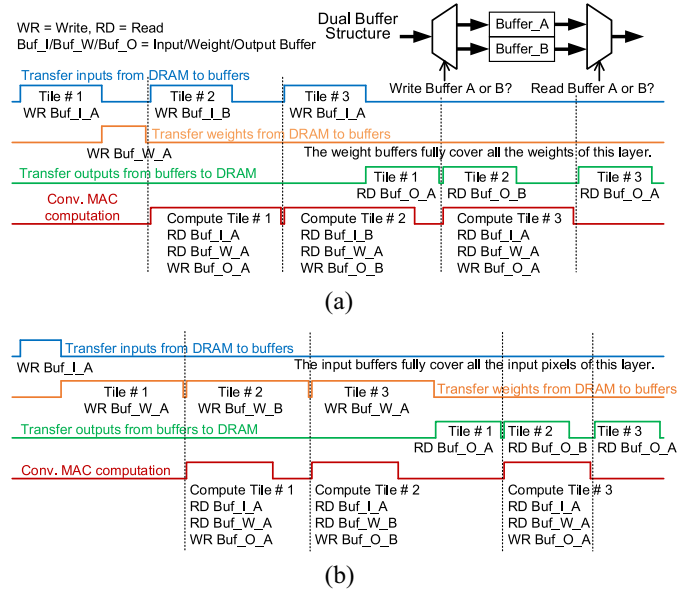 WR = Write, RD = Read
Buf_I/Buf_W/Buf_O = Input/Weight/Output Buffer
Dual Buffer
Structure
Buffer_A
Buffer_B
Write Buffer A or B?
Read Buffer A or B?
Transfer inputs from DRAM to buffers
Tile # 1
WR Buf_I_A
Tile # 2
WR Buf_I_B
Tile # 3
WR Buf_I_A
Transfer weights from DRAM to buffers
WR Buf_W_A
The weight buffers fully cover all the weights of this layer.
Transfer outputs from buffers to DRAM
Tile # 1
RD Buf_O_A
Tile # 2
RD Buf_O_B
Tile # 3
RD Buf_O_A
Conv. MAC
computation
Compute Tile # 1
RD Buf_I_A
RD Buf_W_A
WR Buf_O_A
Compute Tile # 2
RD Buf_I_B
RD Buf_W_A
WR Buf_O_B
Compute Tile # 3
RD Buf_I_A
RD Buf_W_A
WR Buf_O_A
(a)
Transfer inputs from DRAM to buffers
WR Buf_I_A
The input buffers fully cover all the input pixels of this layer.
Tile # 1
WR Buf_W_A
Tile # 2
WR Buf_W_B
Tile # 3
WR Buf_W_A
Transfer weights from DRAM to buffers
Transfer outputs from buffers to DRAM
Tile # 1
RD Buf_O_A
Tile # 2
RD Buf_O_B
Tile # 3
RD Buf_O_A
Conv. MAC computation
Compute Tile # 1
RD Buf_I_A
RD Buf_W_A
WR Buf_O_A
Compute Tile # 2
RD Buf_I_A
RD Buf_W_B
WR Buf_O_B
Compute Tile # 3
RD Buf_I_A
RD Buf_W_A
WR Buf_O_A
(b)